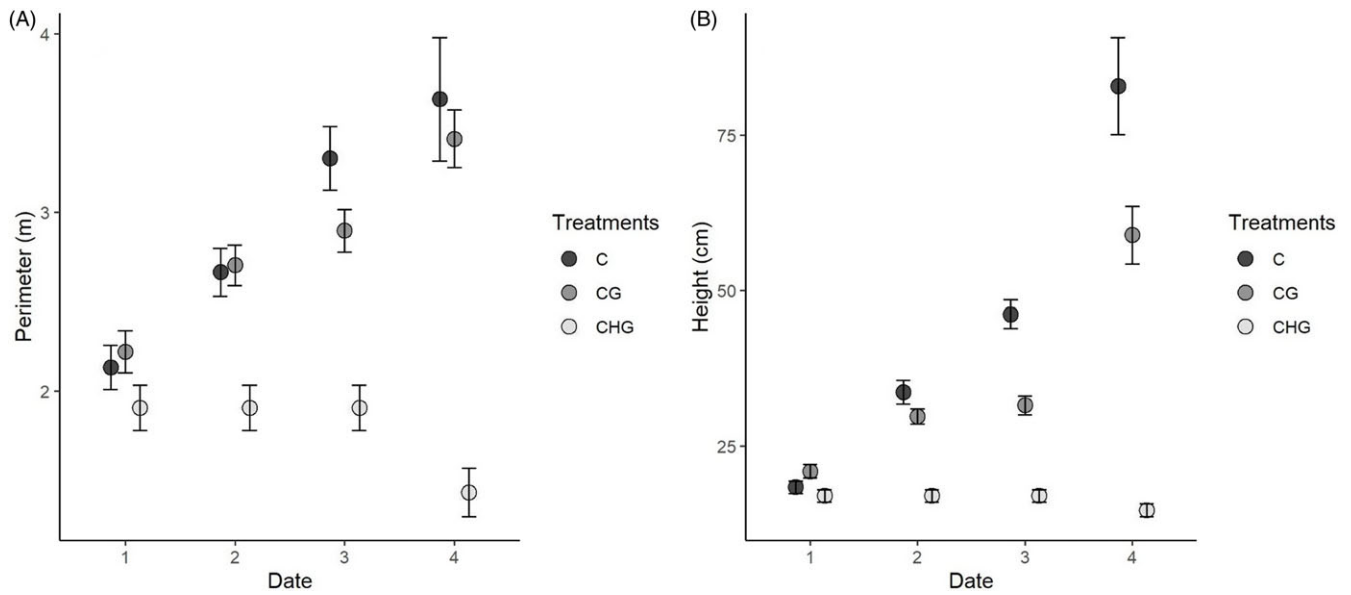 (A)
4
3
2
Perimeter (m)
1 2 3 4
Date
Treatments
C
CG
CHG
(B)
75
50
25
Height (cm)
1 2 3 4
Date
Treatments
C
CG
CHG